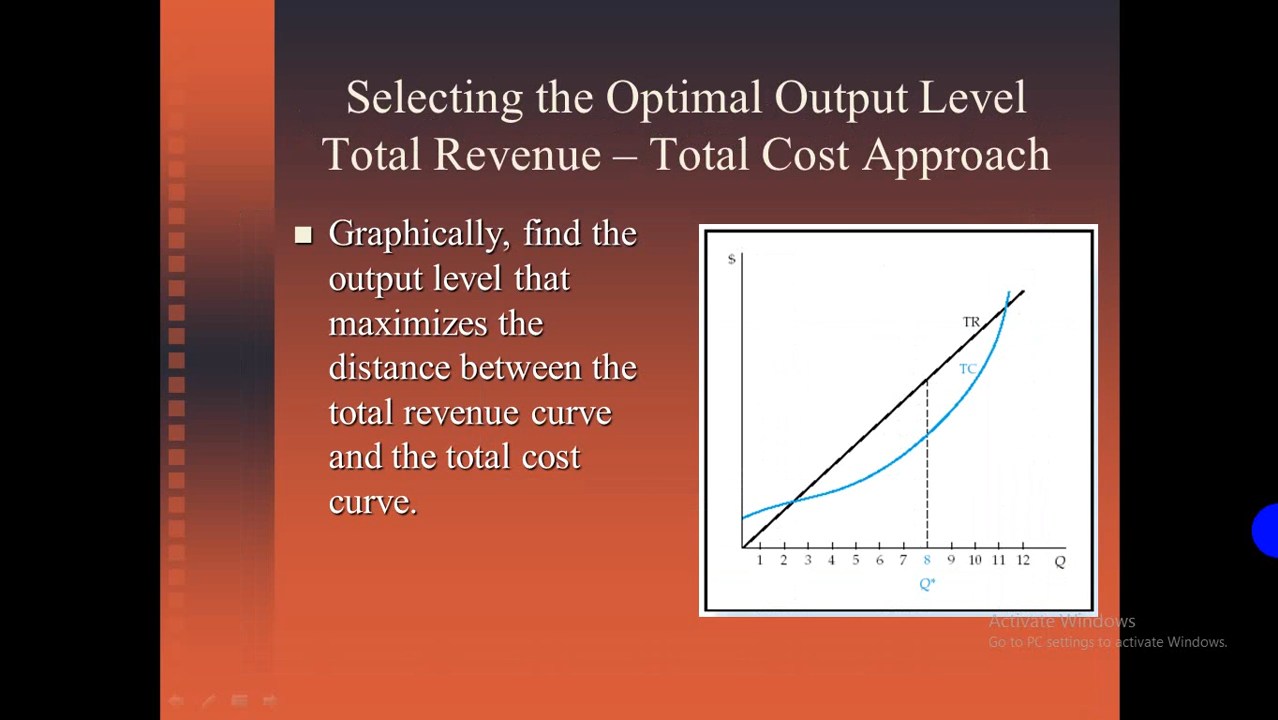 Selecting the Optimal Output Level
Total Revenue – Total Cost Approach
Graphically, find the
output level that
maximizes the
distance between the
total revenue curve
and the total cost
curve.
$
TR
TC
1 2 3 4 5 6 7 8 9 10 11 12 Q
Q*
Activate Windows
Go to PC settings to activate Windows.